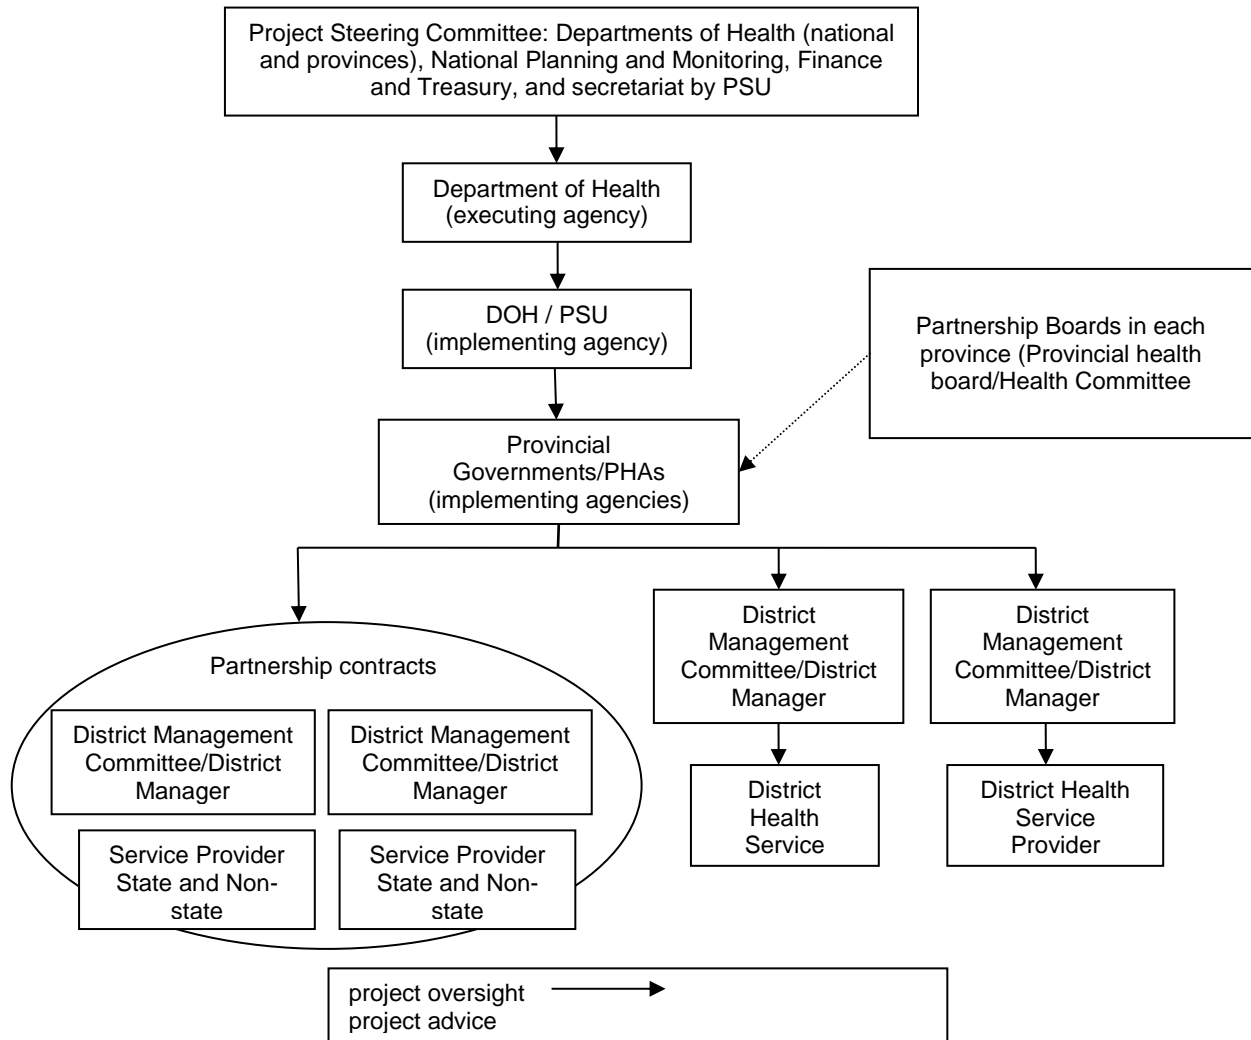 Project Steering Committee: Departments of Health (national
and provinces), National Planning and Monitoring, Finance
and Treasury, and secretariat by PSU
Department of Health
(executing agency)
DOH / PSU
(implementing agency)
Partnership Boards in each
province (Provincial health
board/Health Committee
Provincial
Governments/PHAs
(implementing agencies)
Partnership contracts
District Management
Committee/District
Manager
District Management
Committee/District
Manager
Service Provider
State and Non-
state
Service Provider
State and Non-
state
District
Management
Committee/District
Manager
District
Health
Service
District
Management
Committee/District
Manager
District Health
Service
Provider
project oversight
project advice